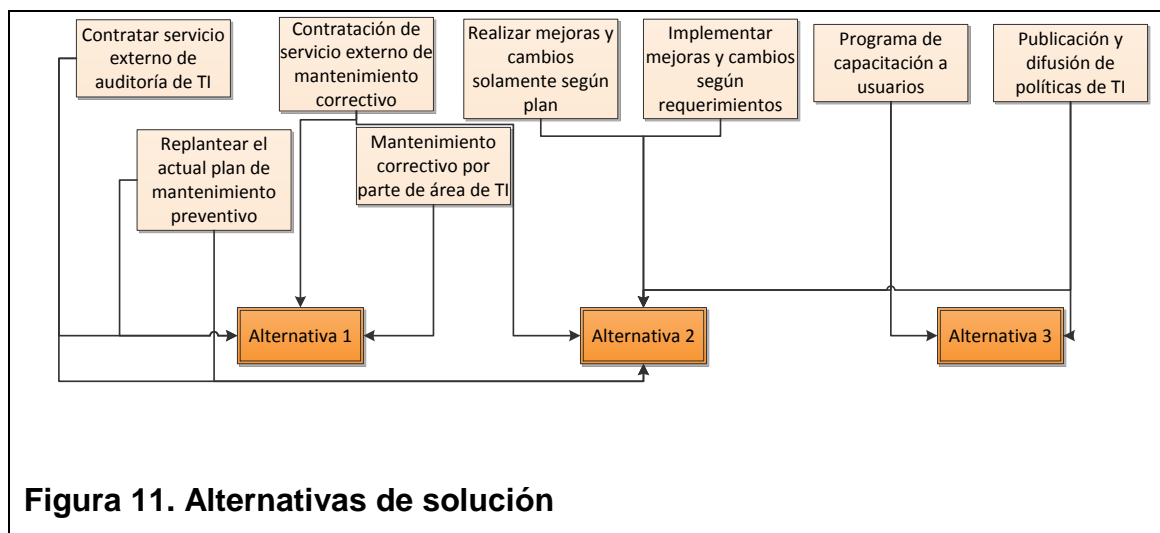 Contratar servicio
externo de
auditoría de TI
Contratación de
servicio externo de
mantenimiento
correctivo
Realizar mejoras y
cambios
solamente según
plan
Implementar
mejoras y cambios
según
requerimientos
Programa de
capacitación a
usuarios
Publicación y
difusión de
políticas de TI
Replantear el
actual plan de
mantenimiento
preventivo
Mantenimiento
correctivo por
parte de área de TI
Alternativa 1
Alternativa 2
Alternativa 3
Figura 11. Alternativas de solución